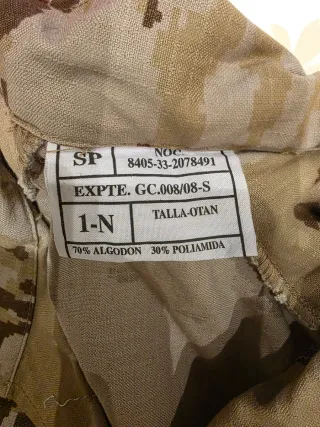 SP NOC.
8405-33-2078491
EXPTE. GC.008/08-S
1-N TALLA-OTAN
70% ALGODON 30% POLIAMIDA